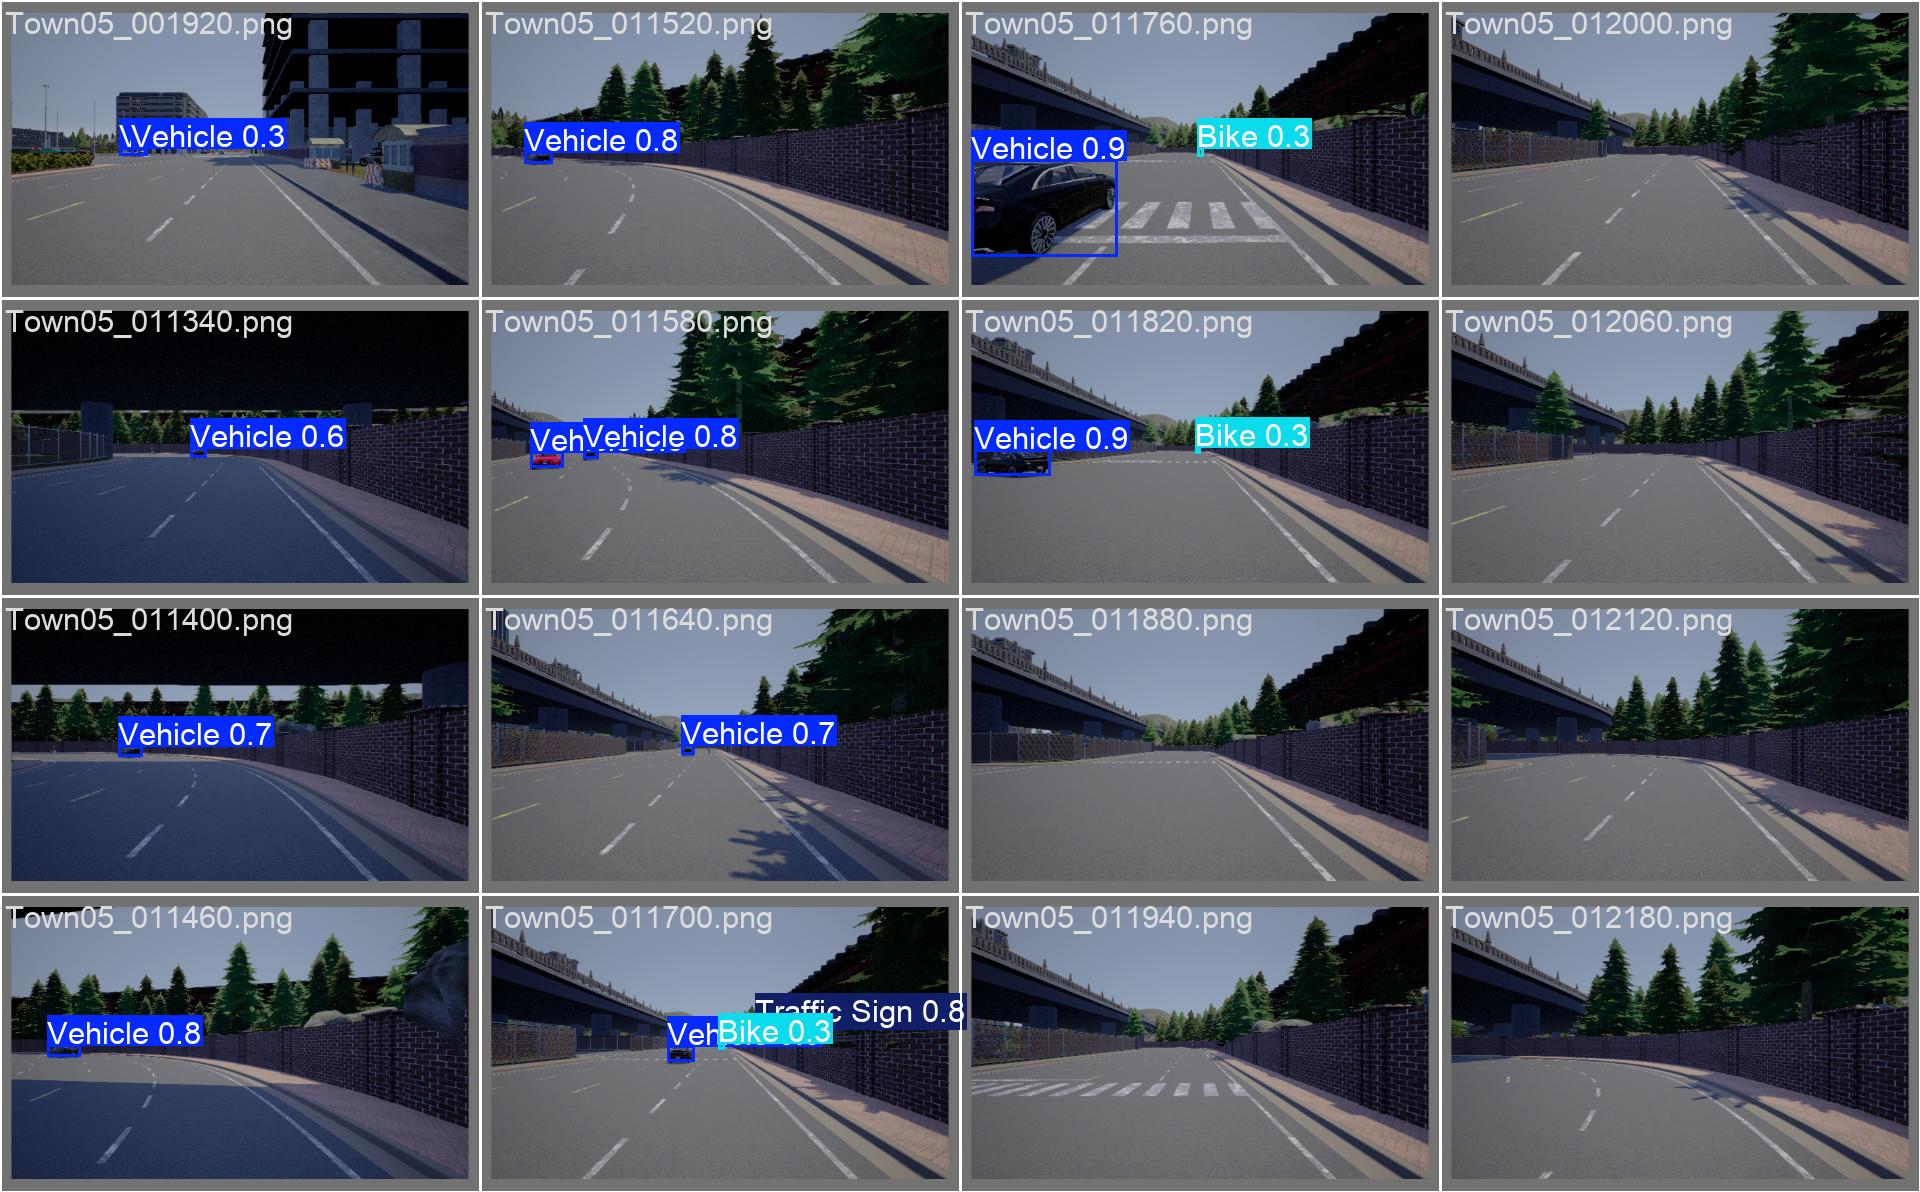 Town05_001920.png
Vehicle 0.3
Town05_011520.png
Vehicle 0.8
Town05_011760.png
Vehicle 0.9
Bike 0.3
Town05_012000.png
Town05_011340.png
Vehicle 0.6
Town05_011580.png
Veh
Vehicle 0.8
Town05_011820.png
Vehicle 0.9
Bike 0.3
Town05_012060.png
Town05_011400.png
Vehicle 0.7
Town05_011640.png
Vehicle 0.7
Town05_011880.png
Town05_012120.png
Town05_011460.png
Vehicle 0.8
Town05_011700.png
Traffic Sign 0.8
Veh
Bike 0.3
Town05_011940.png
Town05_012180.png